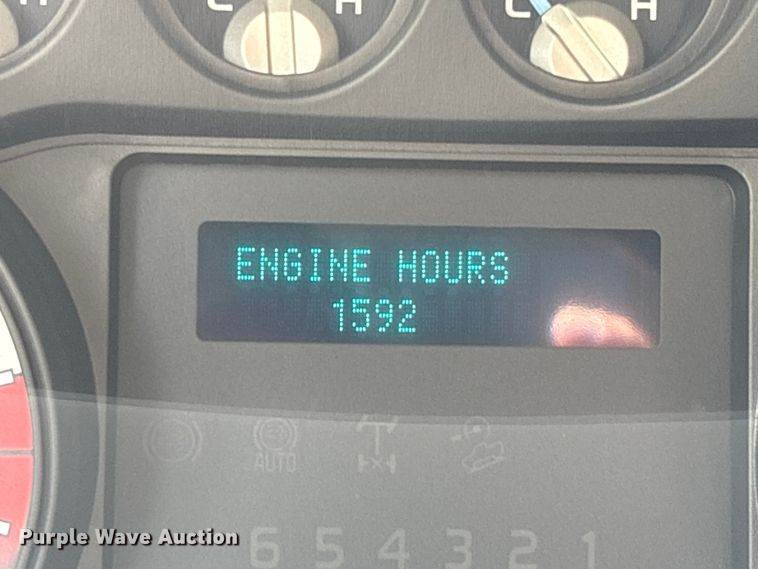 H C H C H
ENGINE HOURS
1592
AUTO
6 5 4 3 2 1
Purple Wave Auction